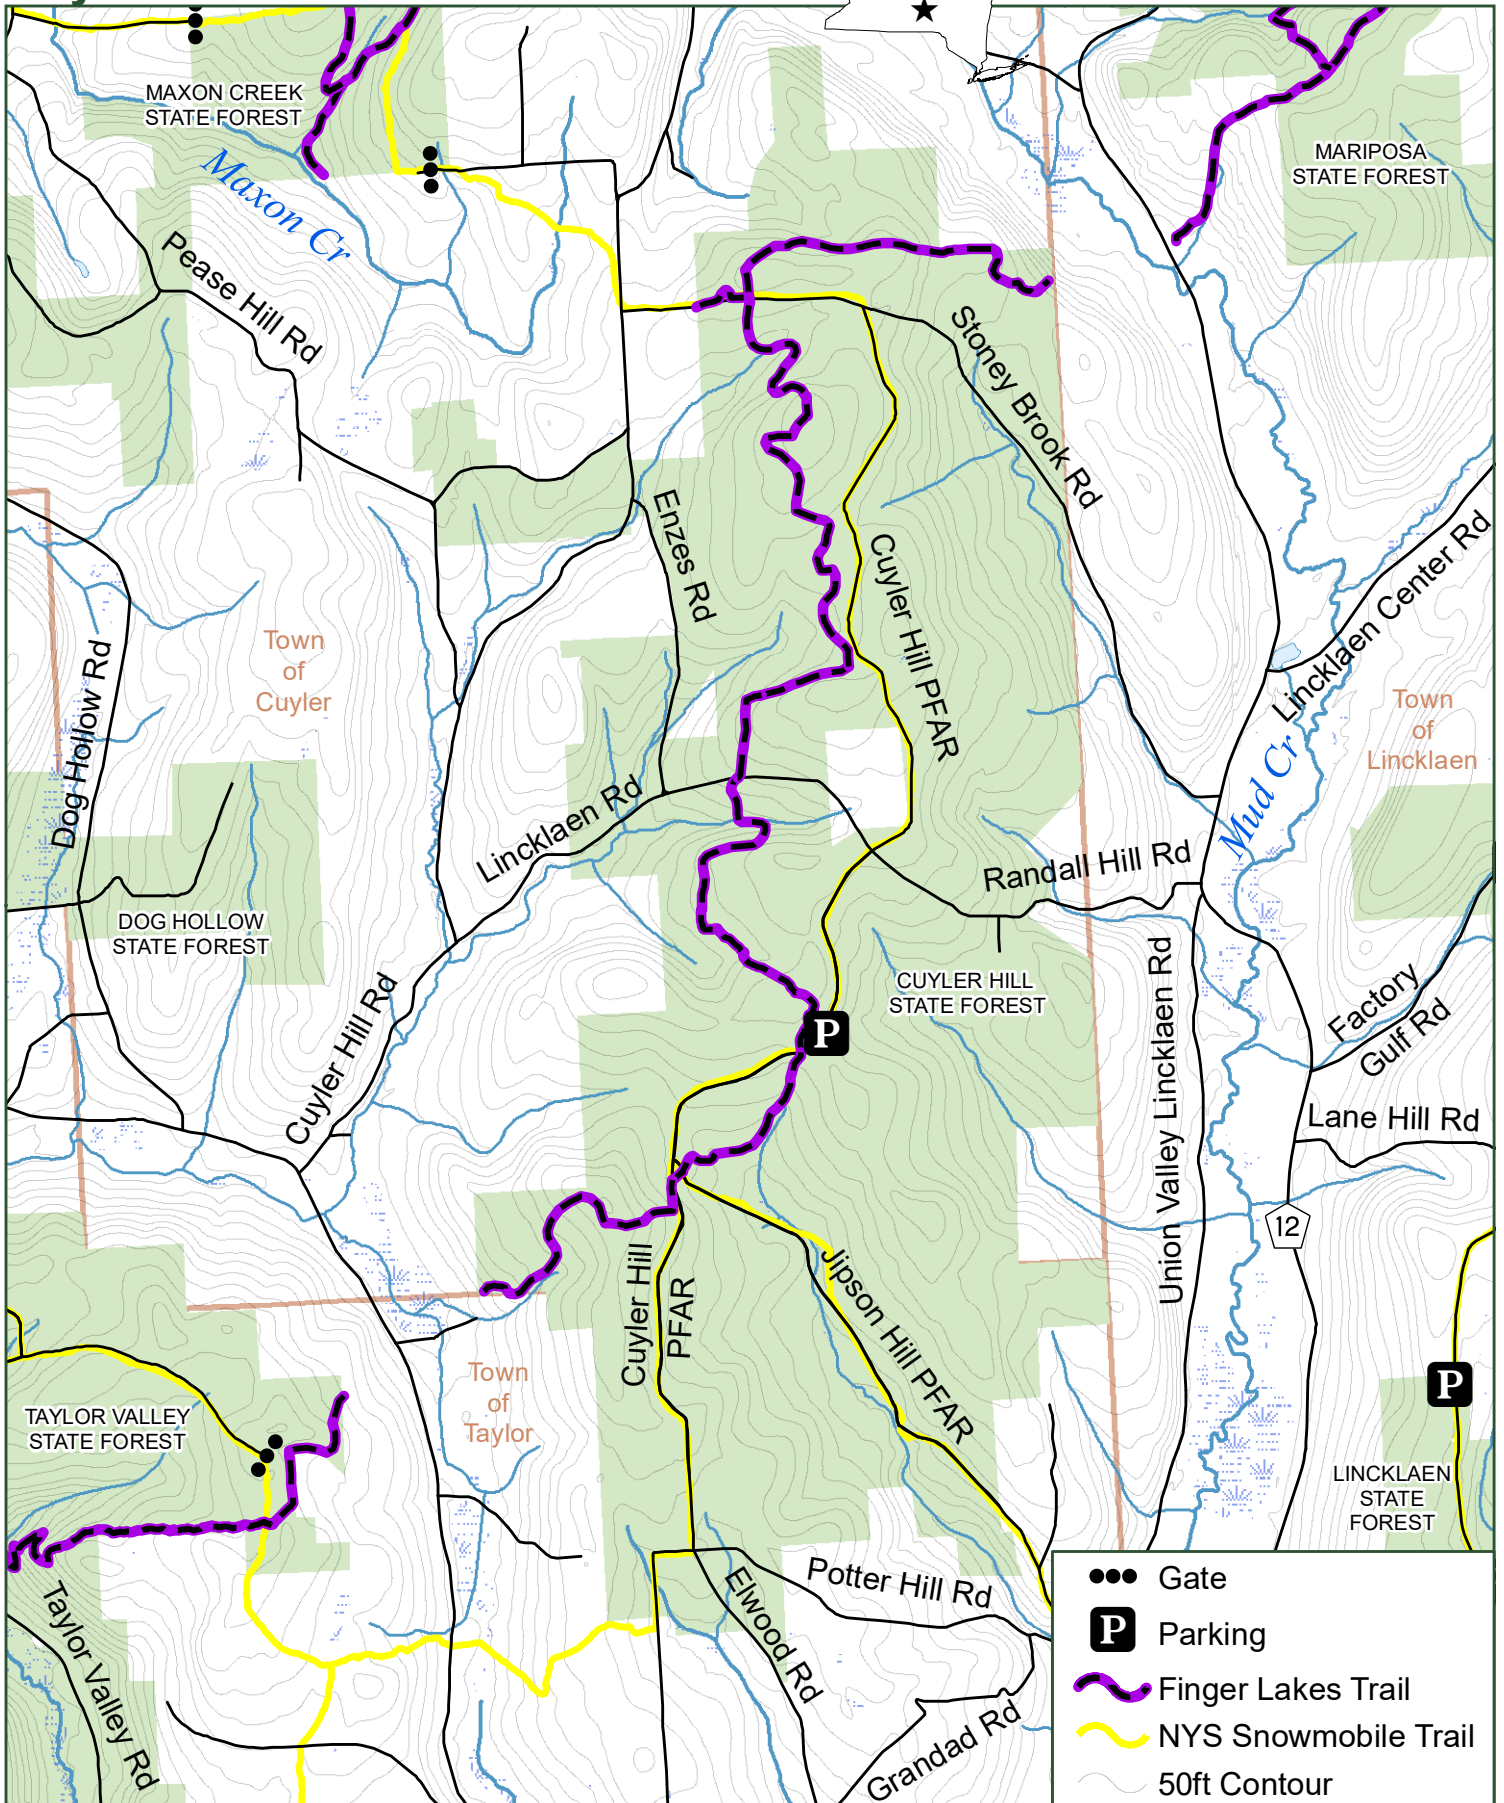 MAXON CREEK
STATE FOREST
Maxon Cr
MARIPOSA
STATE FOREST
Pease Hill Rd
Stoney Brook Rd
Enzes Rd
Cuyler Hill PFAR
Lincklaen Center Rd
Town
of
Cuyler
Dog Hollow Rd
Town
of
Lincklaen
Mud Cr
Lincklaen Rd
Randall Hill Rd
DOG HOLLOW
STATE FOREST
CUYLER HILL
STATE FOREST
Union Valley Lincklaen Rd
Factory
Gulf Rd
Cuyler Hill Rd
P
Lane Hill Rd
12
Cuyler Hill
PFAR
Jipson Hill PFAR
Town
of
Taylor
P
TAYLOR VALLEY
STATE FOREST
LINCKLAEN
STATE
FOREST
Taylor Valley Rd
Elwood Rd
Potter Hill Rd
Grandad Rd
Gate
P Parking
Finger Lakes Trail
NYS Snowmobile Trail
50ft Contour